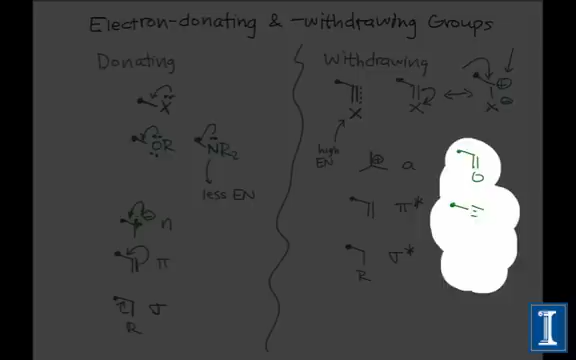 Electron-donating & -withdrawing Groups
Donating
Withdrawing
X
X
X
X
OR
NR₂
less EN
high
EN
a
O
n
π*
π
σ*
R
σ
R
I